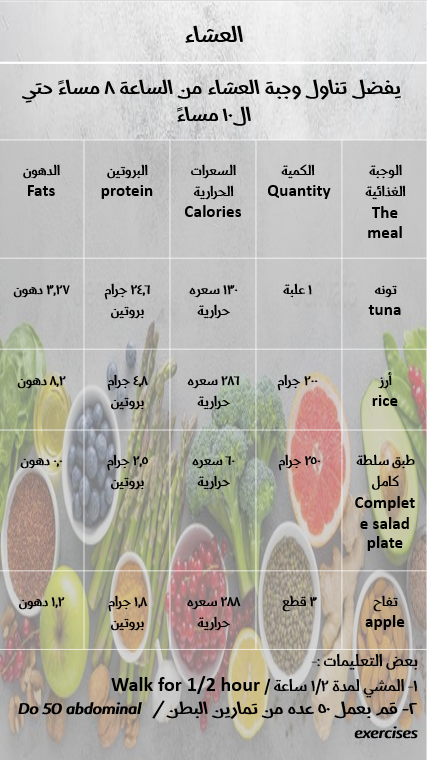 العشاء
يفضل تناول وجبة العشاء من الساعة ٨ مساءً حتي
ال١٠ مساءً
الوجبة الغذائية The meal
الكمية Quantity
السعرات الحرارية Calories
البروتين protein
الدهون Fats
تونه tuna
١ علبة
١٣٠ سعره حرارية
٢٤,٦ جرام بروتين
٣,٢٧ دهون
أرز rice
٢٠٠ جرام
٢٨٦ سعره حرارية
٤,٨ جرام بروتين
٨,٢ دهون
طبق سلطة كامل Complete salad plate
٢٥٠ جرام
٦٠ سعره حرارية
٢,٥ جرام بروتين
٠,٠ دهون
تفاح apple
٣ قطع
٢٨٨ سعره حرارية
١,٨ جرام بروتين
١,٢ دهون
بعض التعليمات :-
١- المشي لمدة ١/٢ ساعة / Walk for 1/2 hour
٢- قم بعمل ٥٠ عده من تمارين البطن / Do 50 abdominal
exercises